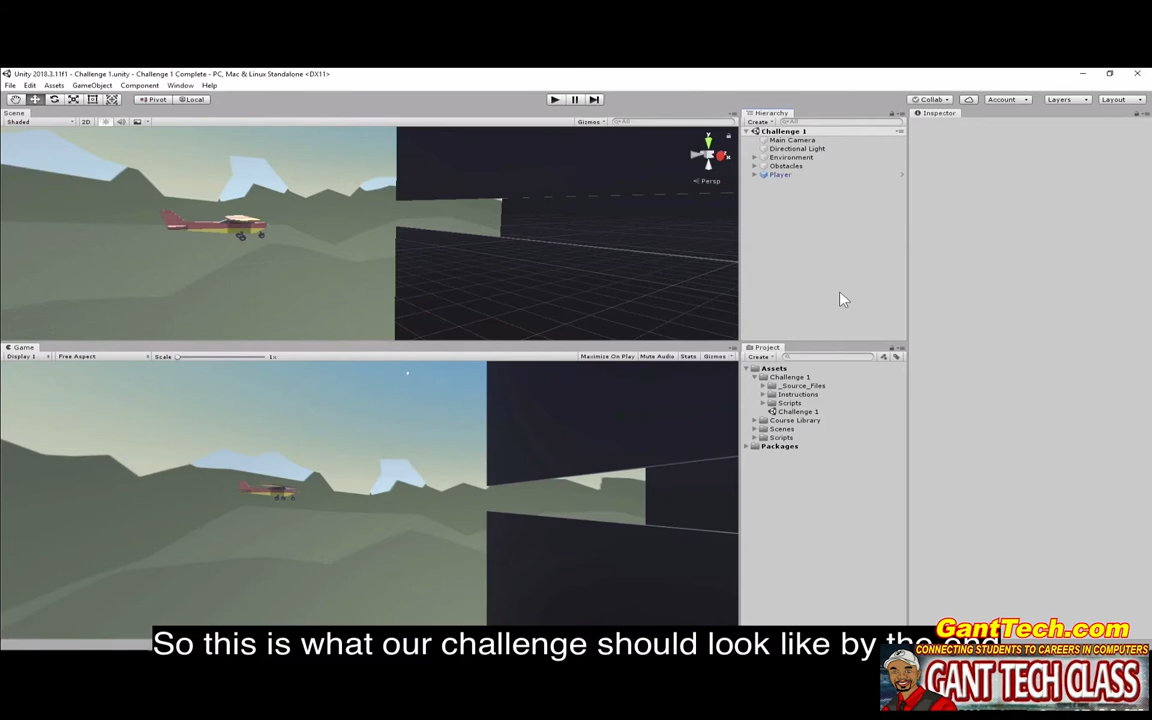 Unity 2018.3.11f1 - Challenge 1.unity - Challenge 1 Complete - PC, Mac & Linux Standalone <DX11>
File Edit Assets GameObject Component Window Help
Pivot Local Collab Account Layers Layout
Scene
Shaded 2D Gizmos All
y
x
Persp
Hierarchy
Create All
Challenge 1
Main Camera
Directional Light
Environment
Obstacles
Player
Inspector
Game
Display 1 Free Aspect Scale 1x Maximize On Play Mute Audio Stats Gizmos
Project
Create
Assets
Challenge 1
_Source_Files
Instructions
Scripts
Challenge 1
Course Library
Scenes
Scripts
Packages
So this is what our challenge should look like by the end
GantTech.com
CONNECTING STUDENTS TO CAREERS IN COMPUTERS
GANT TECH CLASS